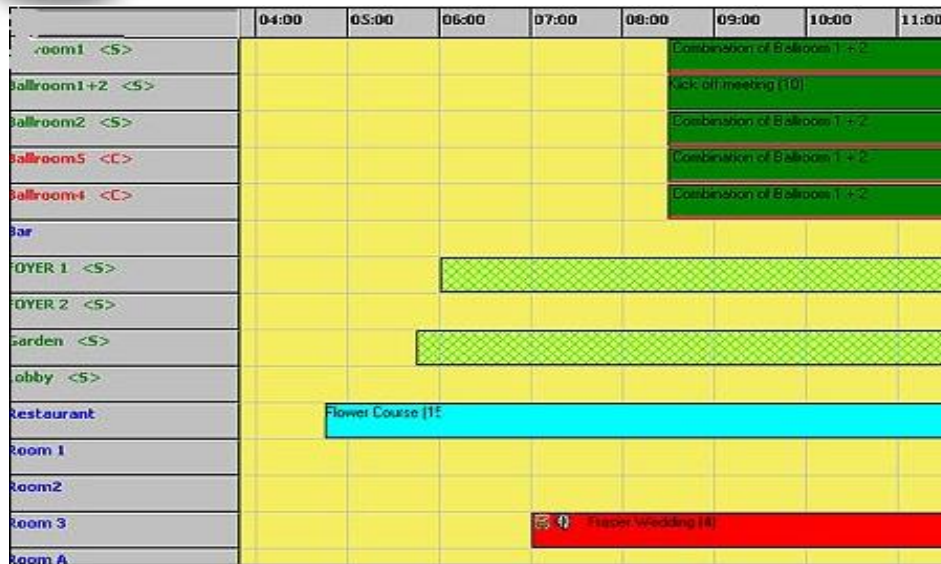 04:00 05:00 06:00 07:00 08:00 09:00 10:00 11:00
room1 <S> Combination of Ballroom 1 + 2
Ballroom1+2 <S> Kick off meeting (10)
Ballroom2 <S> Combination of Ballroom 1 + 2
Ballroom5 <C> Combination of Ballroom 1 + 2
Ballroom4 <C> Combination of Ballroom 1 + 2
Bar
FOYER 1 <S>
FOYER 2 <S>
Garden <S>
Lobby <S>
Restaurant Flower Course (15
Room 1
Room2
Room 3 Frazer Wedding (4)
Room A